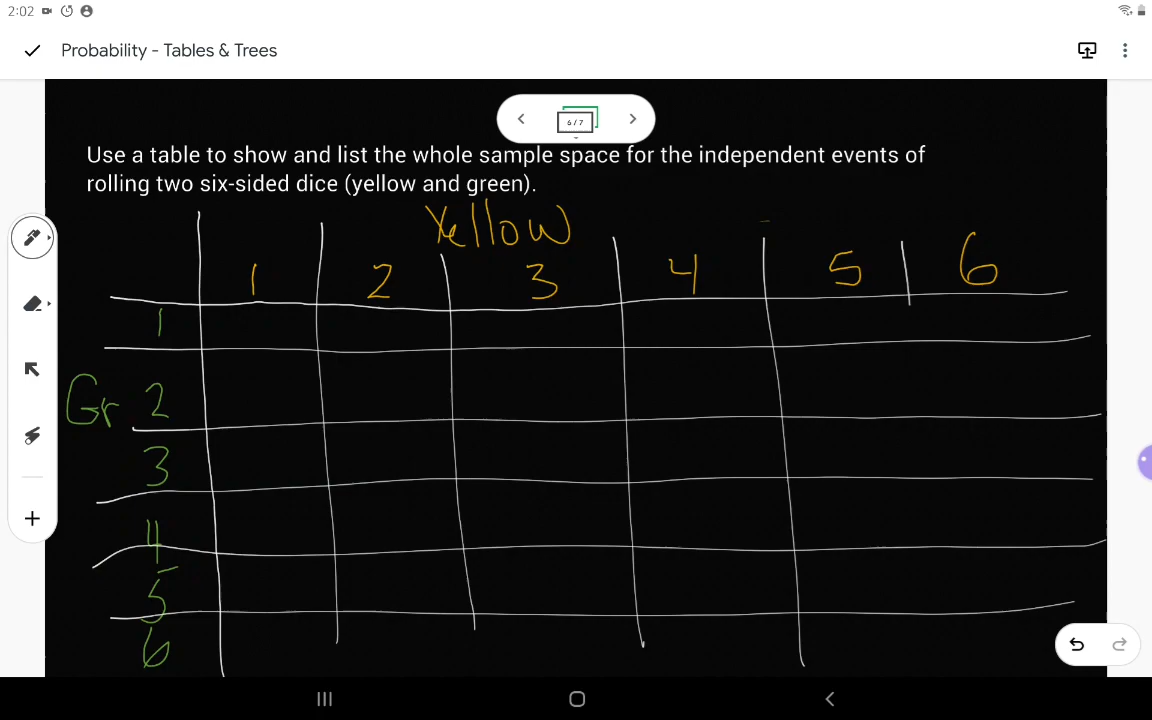 2:02
Probability - Tables & Trees
6/7
Use a table to show and list the whole sample space for the independent events of
rolling two six-sided dice (yellow and green).
Yellow
1 2 3 4 5 6
1
Gr 2
3
4
5
6